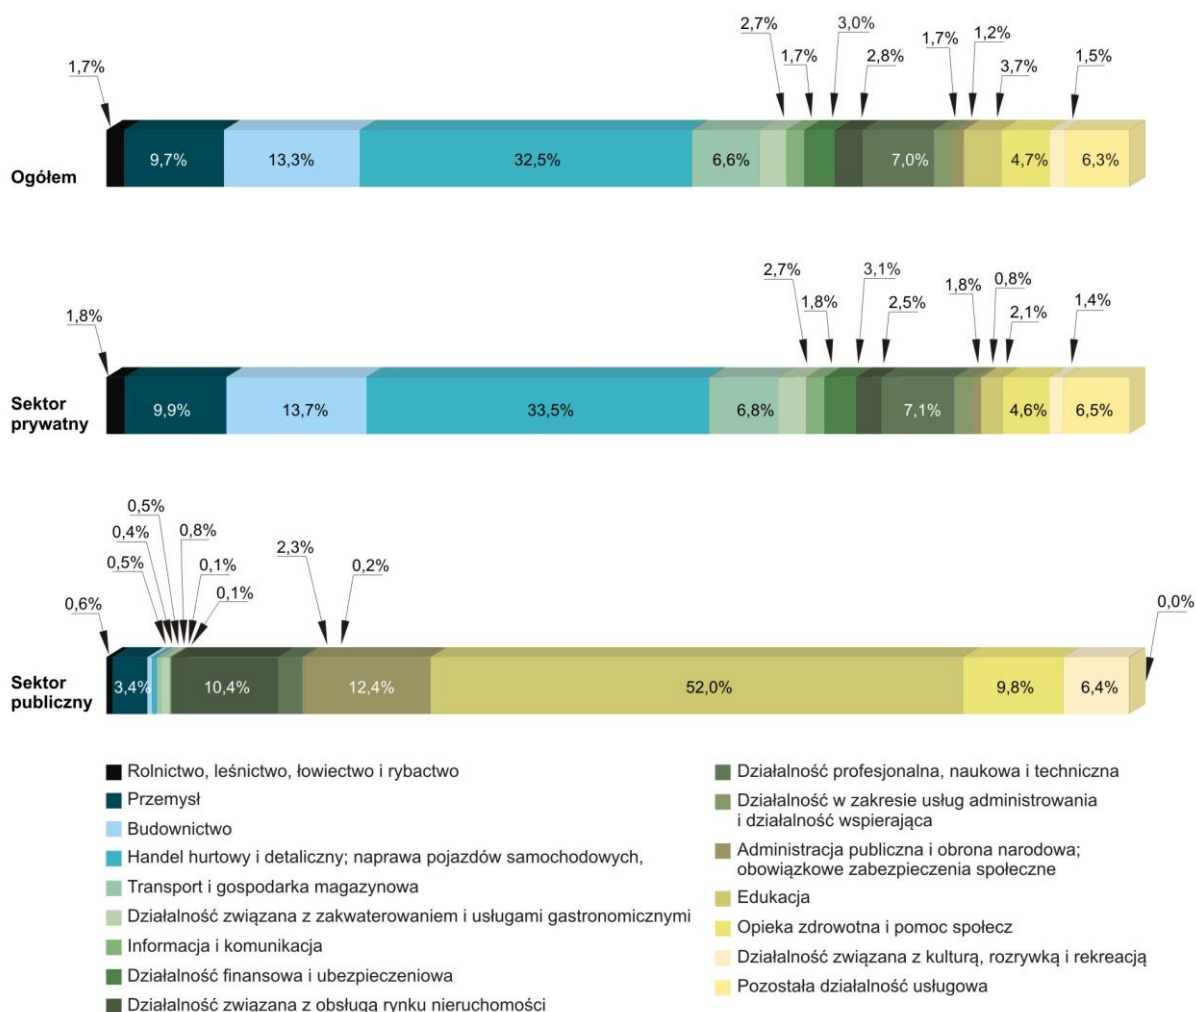 2,7%
1,7%
3,0%
2,8%
1,7%
1,2%
3,7%
1,5%
1,7%
Ogółem
9,7%
13,3%
32,5%
6,6%
7,0%
4,7%
6,3%
2,7%
1,8%
3,1%
2,5%
1,8%
0,8%
2,1%
1,4%
1,8%
Sektor
prywatny
9,9%
13,7%
33,5%
6,8%
7,1%
4,6%
6,5%
0,5%
0,4%
0,8%
0,5%
0,1%
0,1%
2,3%
0,2%
0,6%
0,0%
Sektor
publiczny
3,4%
10,4%
12,4%
52,0%
9,8%
6,4%
Rolnictwo, leśnictwo, łowiectwo i rybactwo
Przemysł
Budownictwo
Handel hurtowy i detaliczny; naprawa pojazdów samochodowych,
Transport i gospodarka magazynowa
Działalność związana z zakwaterowaniem i usługami gastronomicznymi
Informacja i komunikacja
Działalność finansowa i ubezpieczeniowa
Działalność związana z obsługą rynku nieruchomości
Działalność profesjonalna, naukowa i techniczna
Działalność w zakresie usług administrowania
i działalność wspierająca
Administracja publiczna i obrona narodowa;
obowiązkowe zabezpieczenia społeczne
Edukacja
Opieka zdrowotna i pomoc społecz
Działalność związana z kulturą, rozrywką i rekreacją
Pozostała działalność usługowa